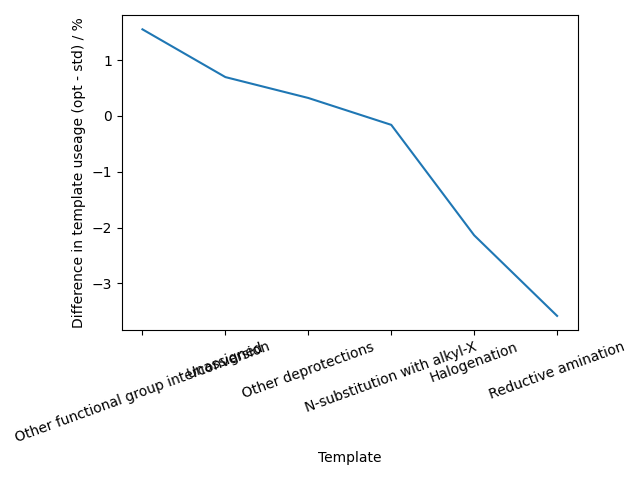 Difference in template useage (opt - std) / %
1
0
−1
−2
−3
Other functional group interconversion
Unassigned
Other deprotections
N-substitution with alkyl-X
Halogenation
Reductive amination
Template